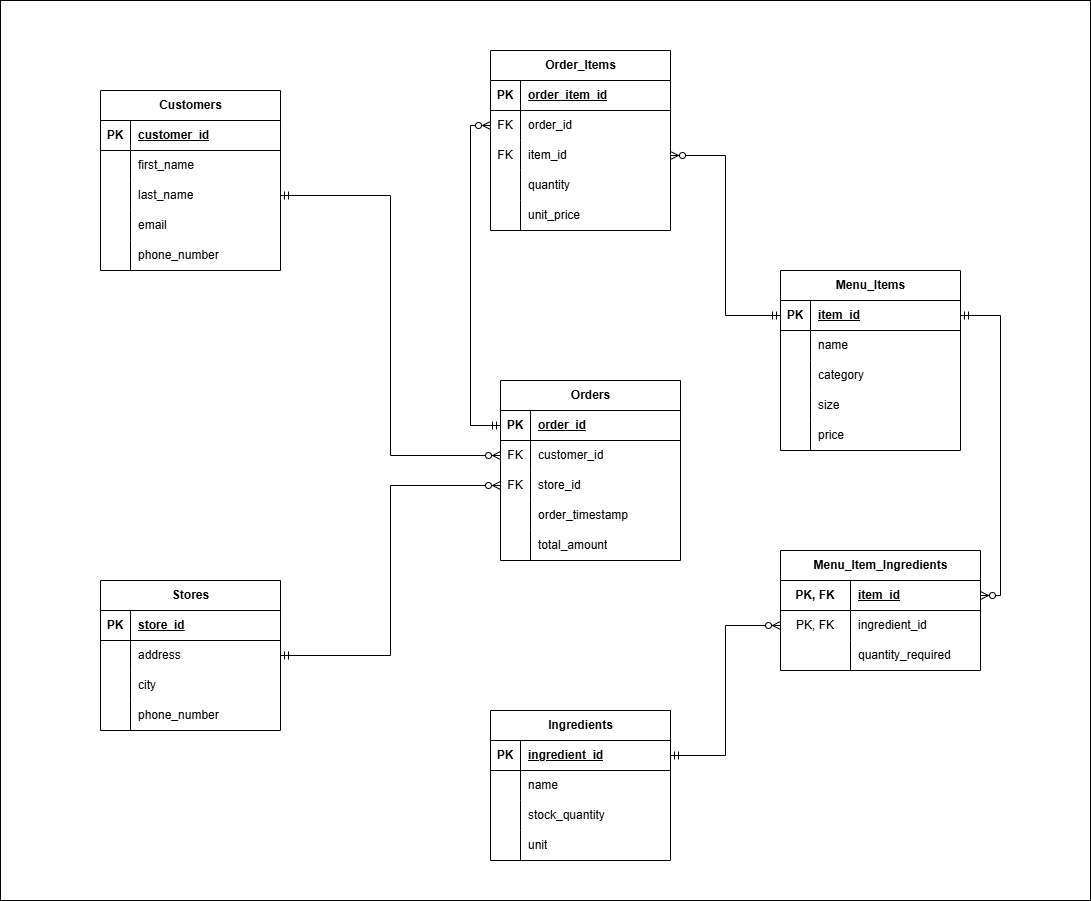 Customers
PK customer_id
first_name
last_name
email
phone_number
Order_Items
PK order_item_id
FK order_id
FK item_id
quantity
unit_price
Menu_Items
PK item_id
name
category
size
price
Orders
PK order_id
FK customer_id
FK store_id
order_timestamp
total_amount
Stores
PK store_id
address
city
phone_number
Menu_Item_Ingredients
PK, FK item_id
PK, FK ingredient_id
quantity_required
Ingredients
PK ingredient_id
name
stock_quantity
unit